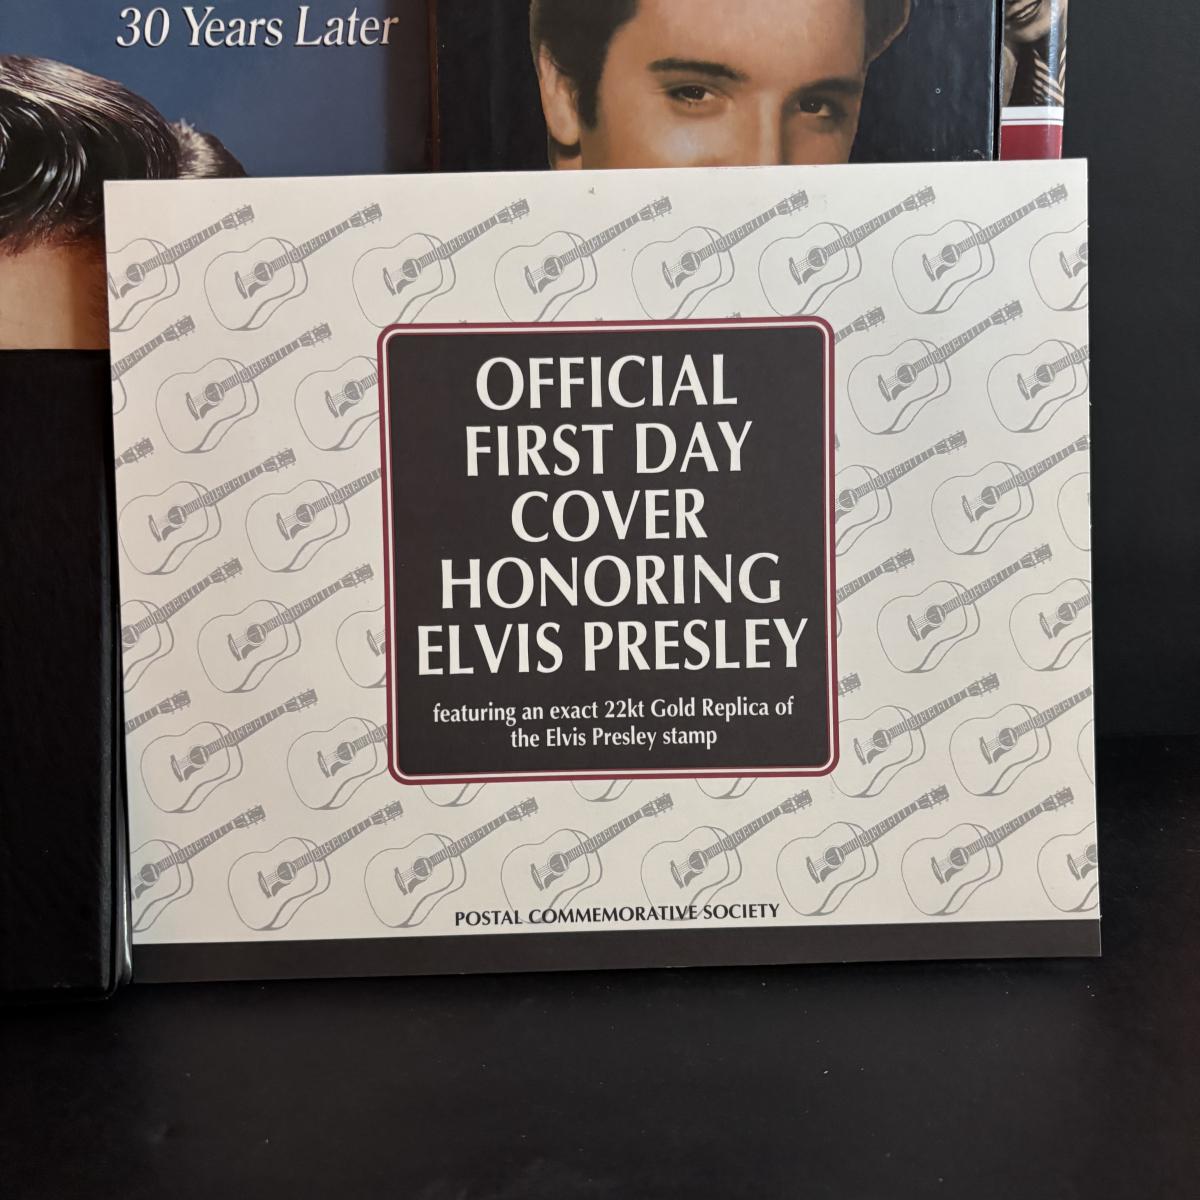 30 Years Later
OFFICIAL
FIRST DAY
COVER
HONORING
ELVIS PRESLEY
featuring an exact 22kt Gold Replica of
the Elvis Presley stamp
POSTAL COMMEMORATIVE SOCIETY